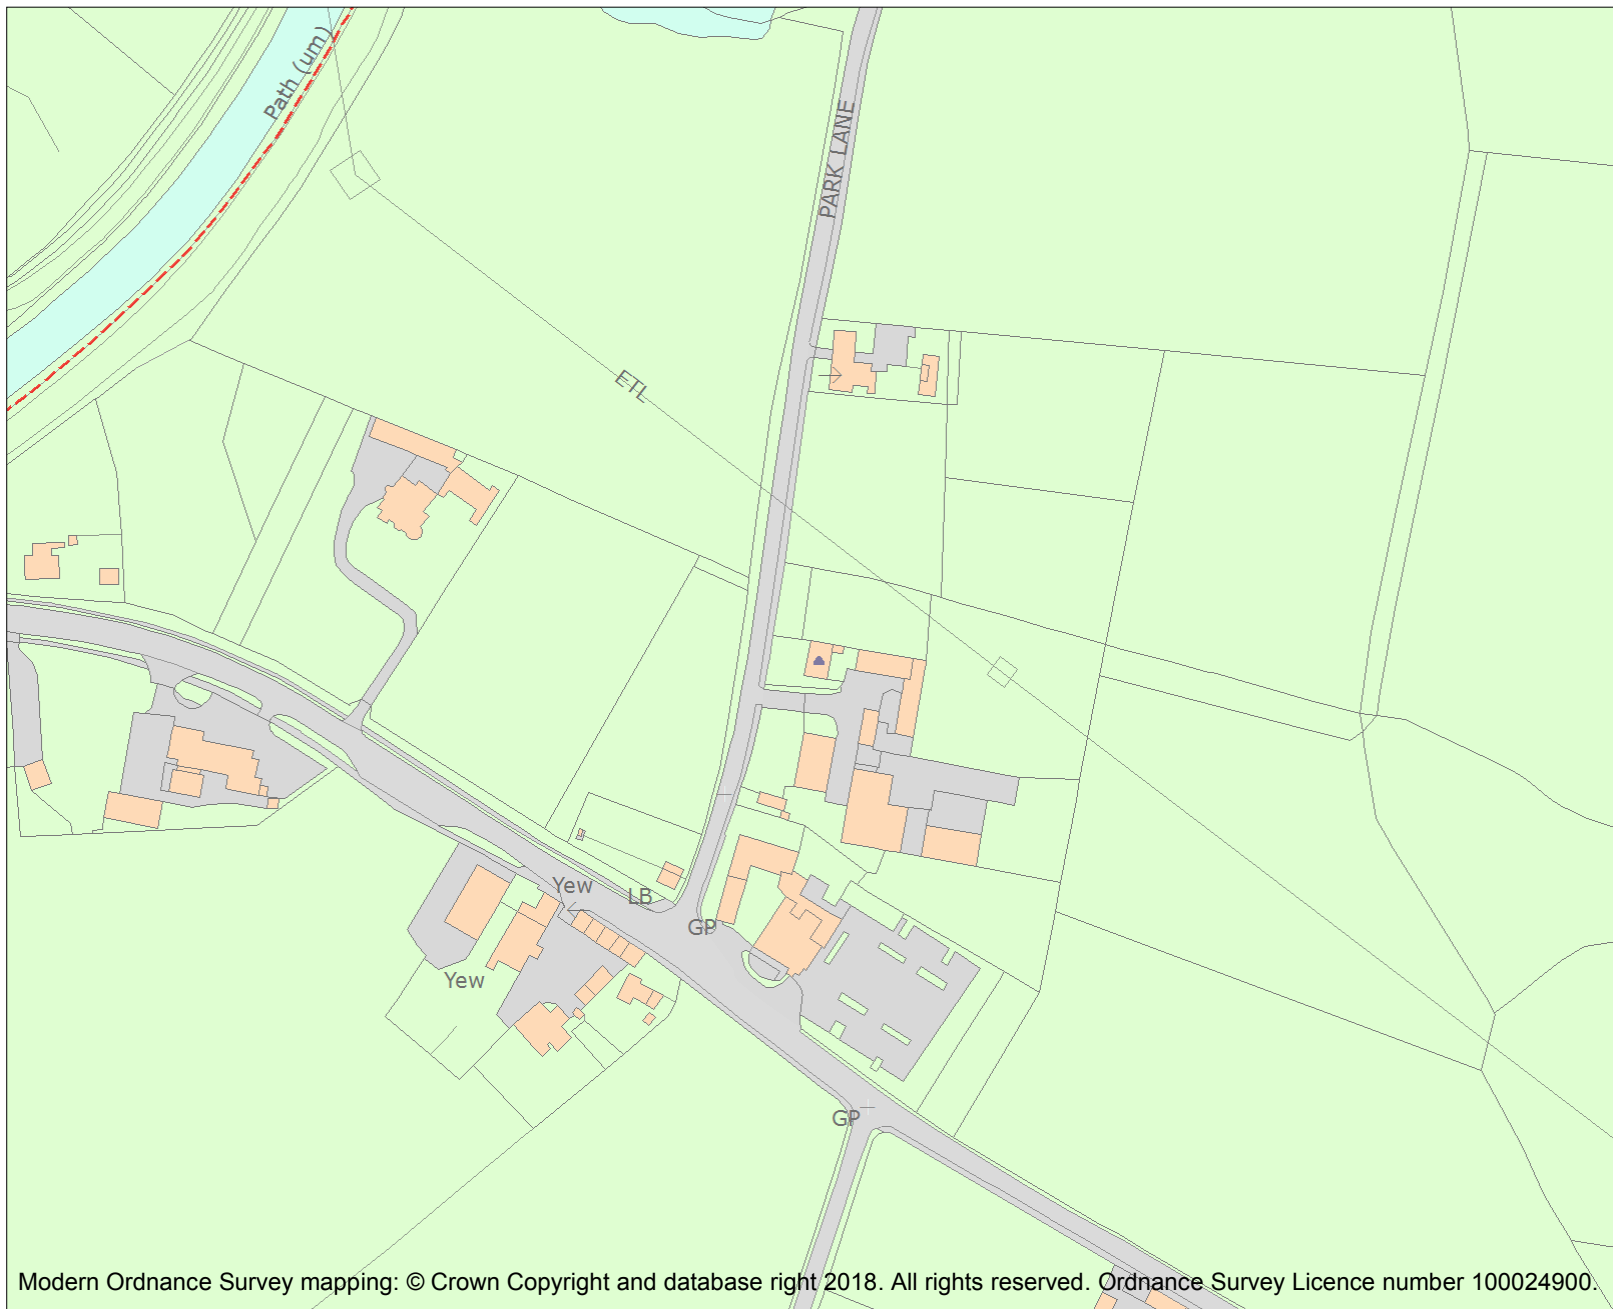 Path (um)
PARK LANE
ETL
Yew
LB
GP
Yew
GP
Modern Ordnance Survey mapping: © Crown Copyright and database right 2018. All rights reserved. Ordnance Survey Licence number 100024900.